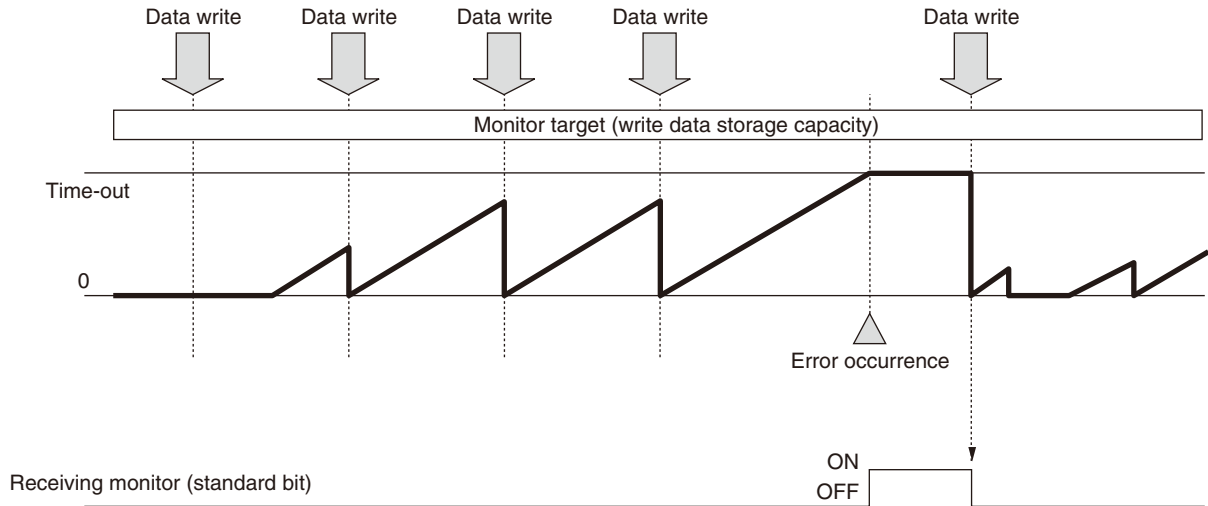 Data write Data write Data write Data write Data write
Monitor target (write data storage capacity)
Time-out
0
Error occurrence
ON
OFF
Receiving monitor (standard bit)